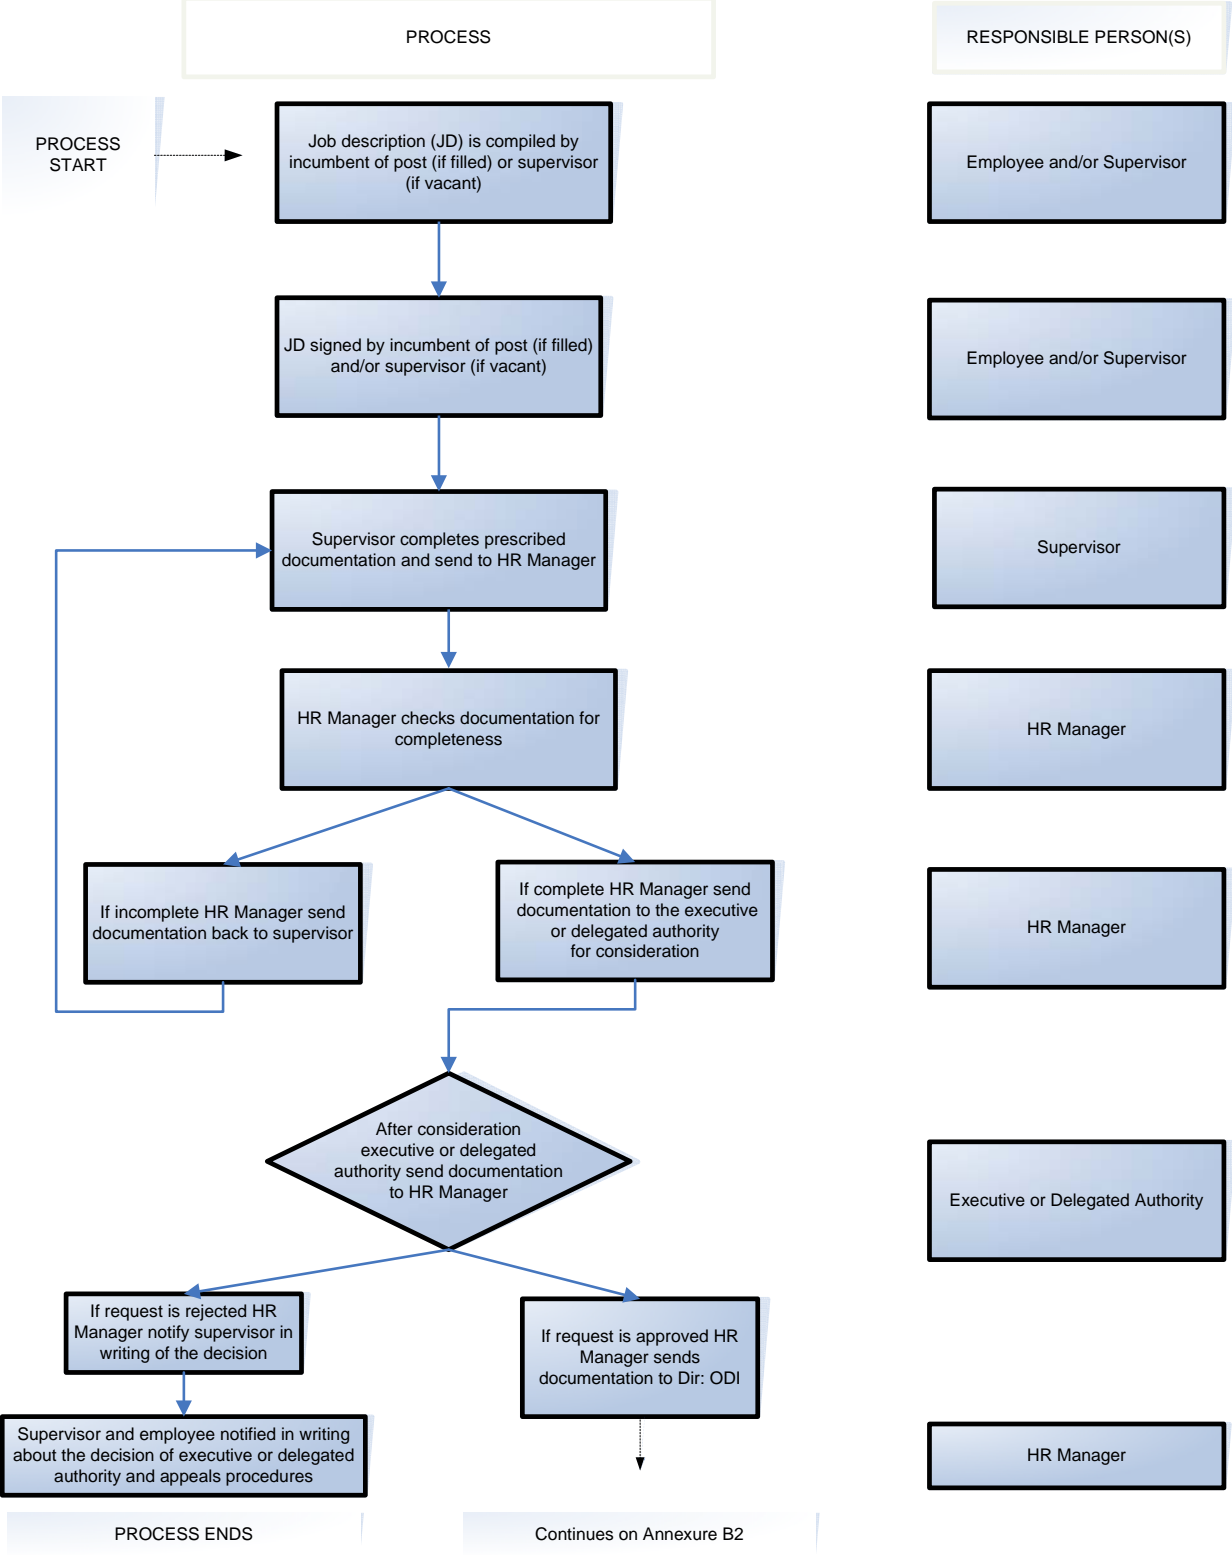 PROCESS
RESPONSIBLE PERSON(S)
PROCESS
START
Job description (JD) is compiled by
incumbent of post (if filled) or supervisor
(if vacant)
Employee and/or Supervisor
JD signed by incumbent of post (if filled)
and/or supervisor (if vacant)
Employee and/or Supervisor
Supervisor completes prescribed
documentation and send to HR Manager
Supervisor
HR Manager checks documentation for
completeness
HR Manager
If incomplete HR Manager send
documentation back to supervisor
If complete HR Manager send
documentation to the executive
or delegated authority
for consideration
HR Manager
After consideration
executive or delegated
authority send documentation
to HR Manager
Executive or Delegated Authority
If request is rejected HR
Manager notify supervisor in
writing of the decision
If request is approved HR
Manager sends
documentation to Dir: ODI
Supervisor and employee notified in writing
about the decision of executive or delegated
authority and appeals procedures
HR Manager
PROCESS ENDS
Continues on Annexure B2